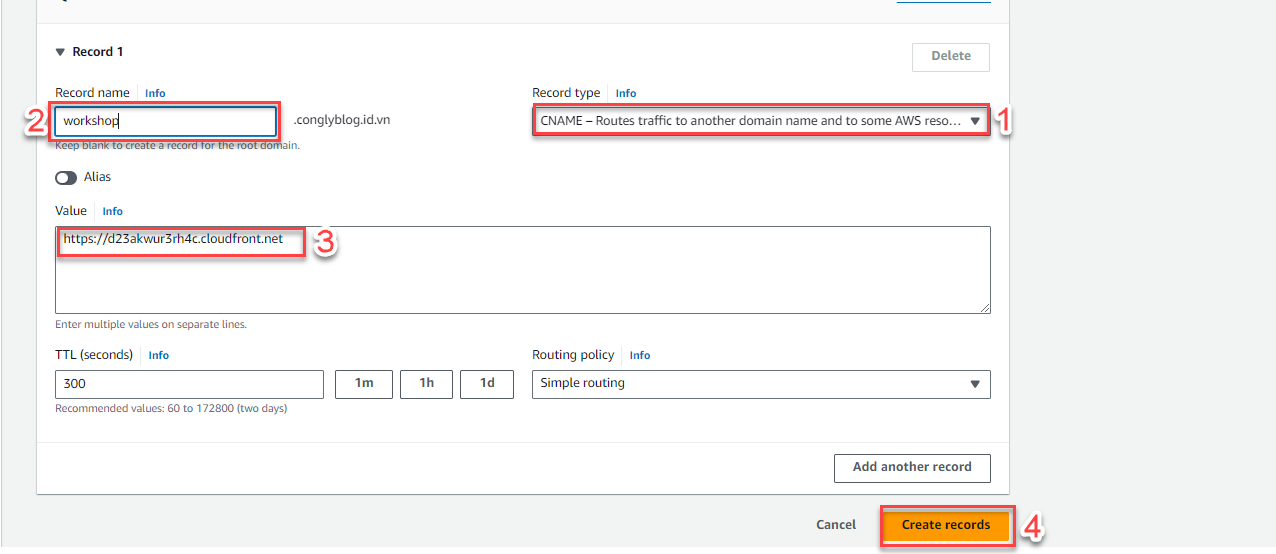 Record 1
Delete
Record name Info
Record type Info
2 workshop .conglyblog.id.vn
CNAME – Routes traffic to another domain name and to some AWS reso... 1
Keep blank to create a record for the root domain.
Alias
Value Info
https://d23akwur3rh4c.cloudfront.net 3
Enter multiple values on separate lines.
TTL (seconds) Info
Routing policy Info
300 1m 1h 1d
Simple routing
Recommended values: 60 to 172800 (two days)
Add another record
Cancel Create records 4